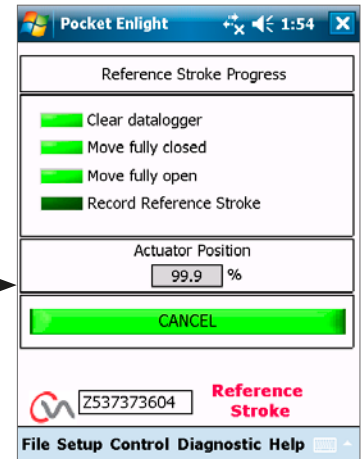 Pocket Enlight 1:54 X
Reference Stroke Progress
Clear datalogger
Move fully closed
Move fully open
Record Reference Stroke
Actuator Position
99.9 %
CANCEL
Z537373604 Reference
Stroke
File Setup Control Diagnostic Help